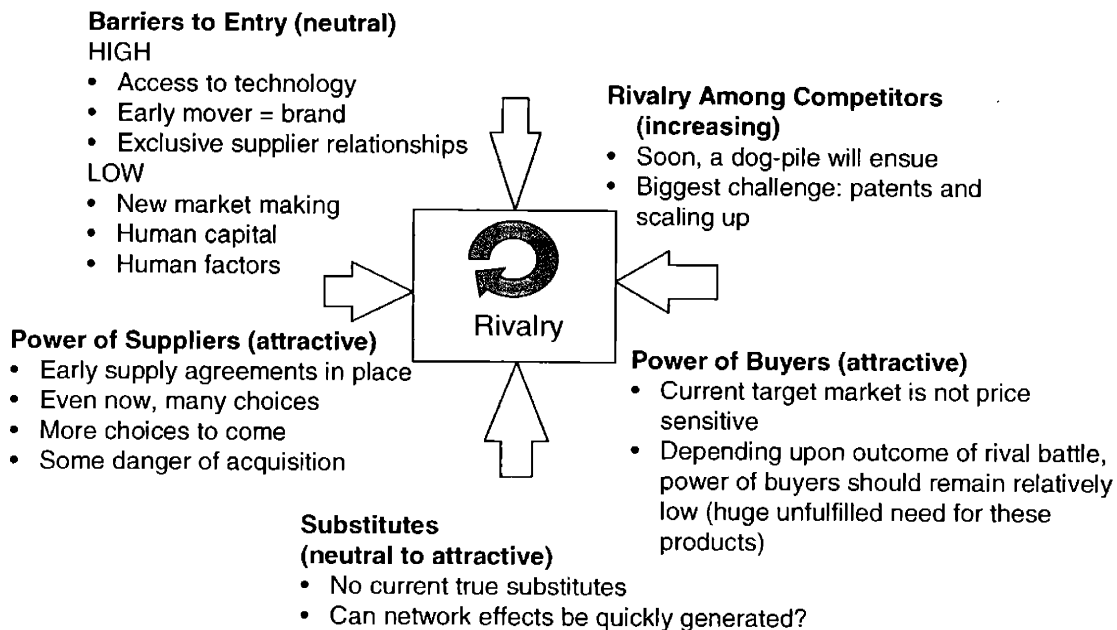 Barriers to Entry (neutral)
HIGH
• Access to technology
• Early mover = brand
• Exclusive supplier relationships
LOW
• New market making
• Human capital
• Human factors
Rivalry Among Competitors
(increasing)
• Soon, a dog-pile will ensue
• Biggest challenge: patents and
scaling up
Rivalry
Power of Suppliers (attractive)
• Early supply agreements in place
• Even now, many choices
• More choices to come
• Some danger of acquisition
Power of Buyers (attractive)
• Current target market is not price
sensitive
• Depending upon outcome of rival battle,
power of buyers should remain relatively
low (huge unfulfilled need for these
products)
Substitutes
(neutral to attractive)
• No current true substitutes
• Can network effects be quickly generated?